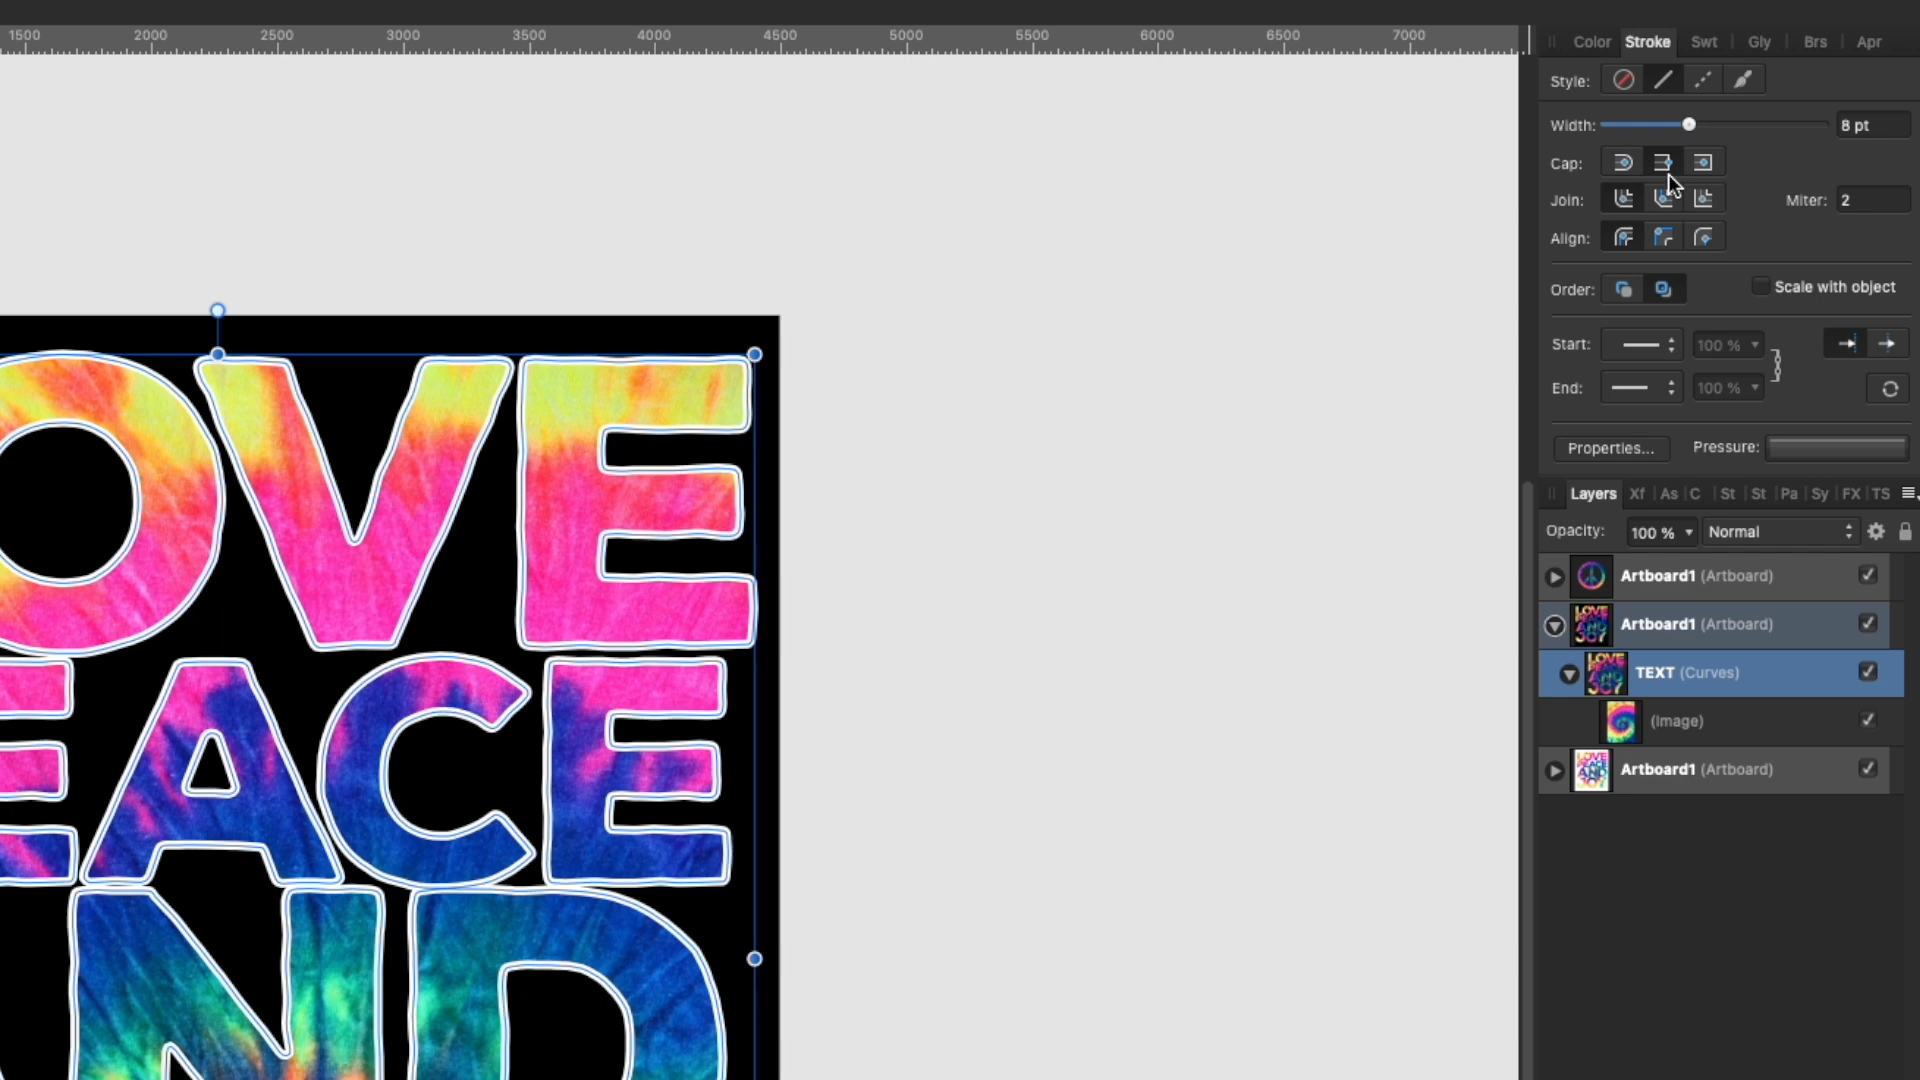 1500 2000 2500 3000 3500 4000 4500 5000 5500 6000 6500 7000
Color Stroke Swt Gly Brs Apr
Style:
Width: 8 pt
Cap:
Join: Miter: 2
Align:
Order: Scale with object
Start: 100 %
End: 100 %
Properties... Pressure:
Layers Xf As C St St Pa Sy FX TS
Opacity: 100 % Normal
Artboard1 (Artboard)
Artboard1 (Artboard)
TEXT (Curves)
(Image)
Artboard1 (Artboard)
OVE
EACE
ND